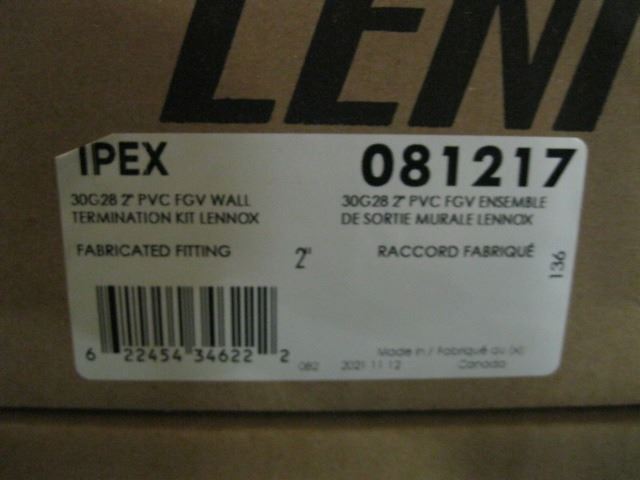 LEN
IPEX 081217
30G28 2" PVC FGV WALL
TERMINATION KIT LENNOX
30G28 2" PVC FGV ENSEMBLE
DE SORTIE MURALE LENNOX
FABRICATED FITTING
2"
RACCORD FABRIQUÉ
136
6 22454 34622 2
082 2021 11 12
Made in / Fabriqué au (x)
Canada